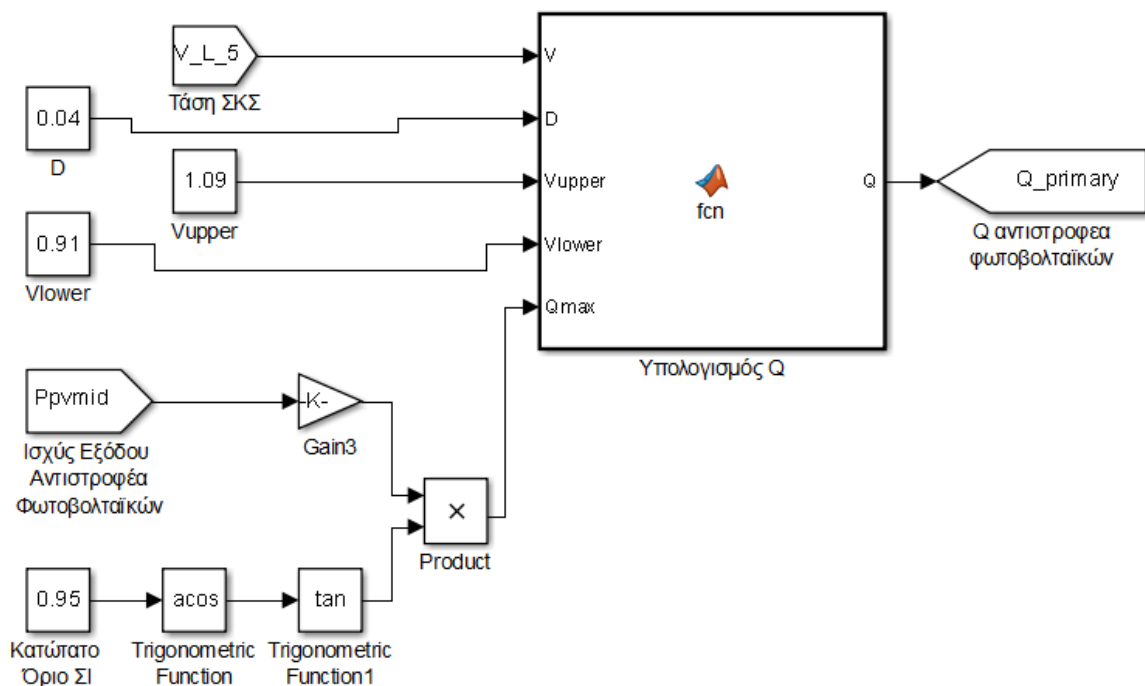 V_L_5
Τάση ΣΚΣ
V
0.04
D
D
1.09
Vupper
Vupper
0.91
Vlower
Vlower
fcn
Q
Q_primary
Q αντιστροφεα
φωτοβολταϊκών
Qmax
Υπολογισμός Q
Ppvmid
Ισχύς Εξόδου
Αντιστροφέα
Φωτοβολταϊκών
-K-
Gain3
×
Product
0.95
Κατώτατο
Όριο ΣΙ
acos
Trigonometric
Function
tan
Trigonometric
Function1